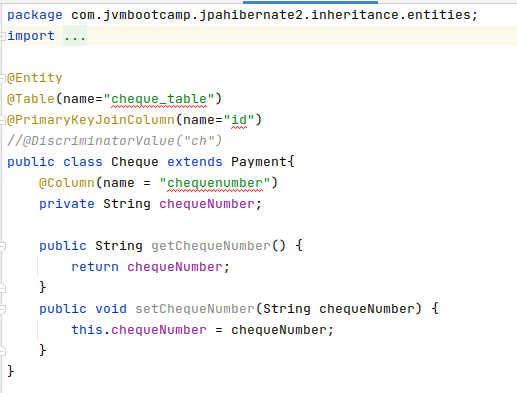 package com.jvmbootcamp.jpahibernate2.inheritance.entities;
import ...
@Entity
@Table(name="cheque_table")
@PrimaryKeyJoinColumn(name="id")
//@DiscriminatorValue("ch")
public class Cheque extends Payment{
    @Column(name = "chequenumber")
    private String chequeNumber;

    public String getChequeNumber() {
        return chequeNumber;
    }
    public void setChequeNumber(String chequeNumber) {
        this.chequeNumber = chequeNumber;
    }
}